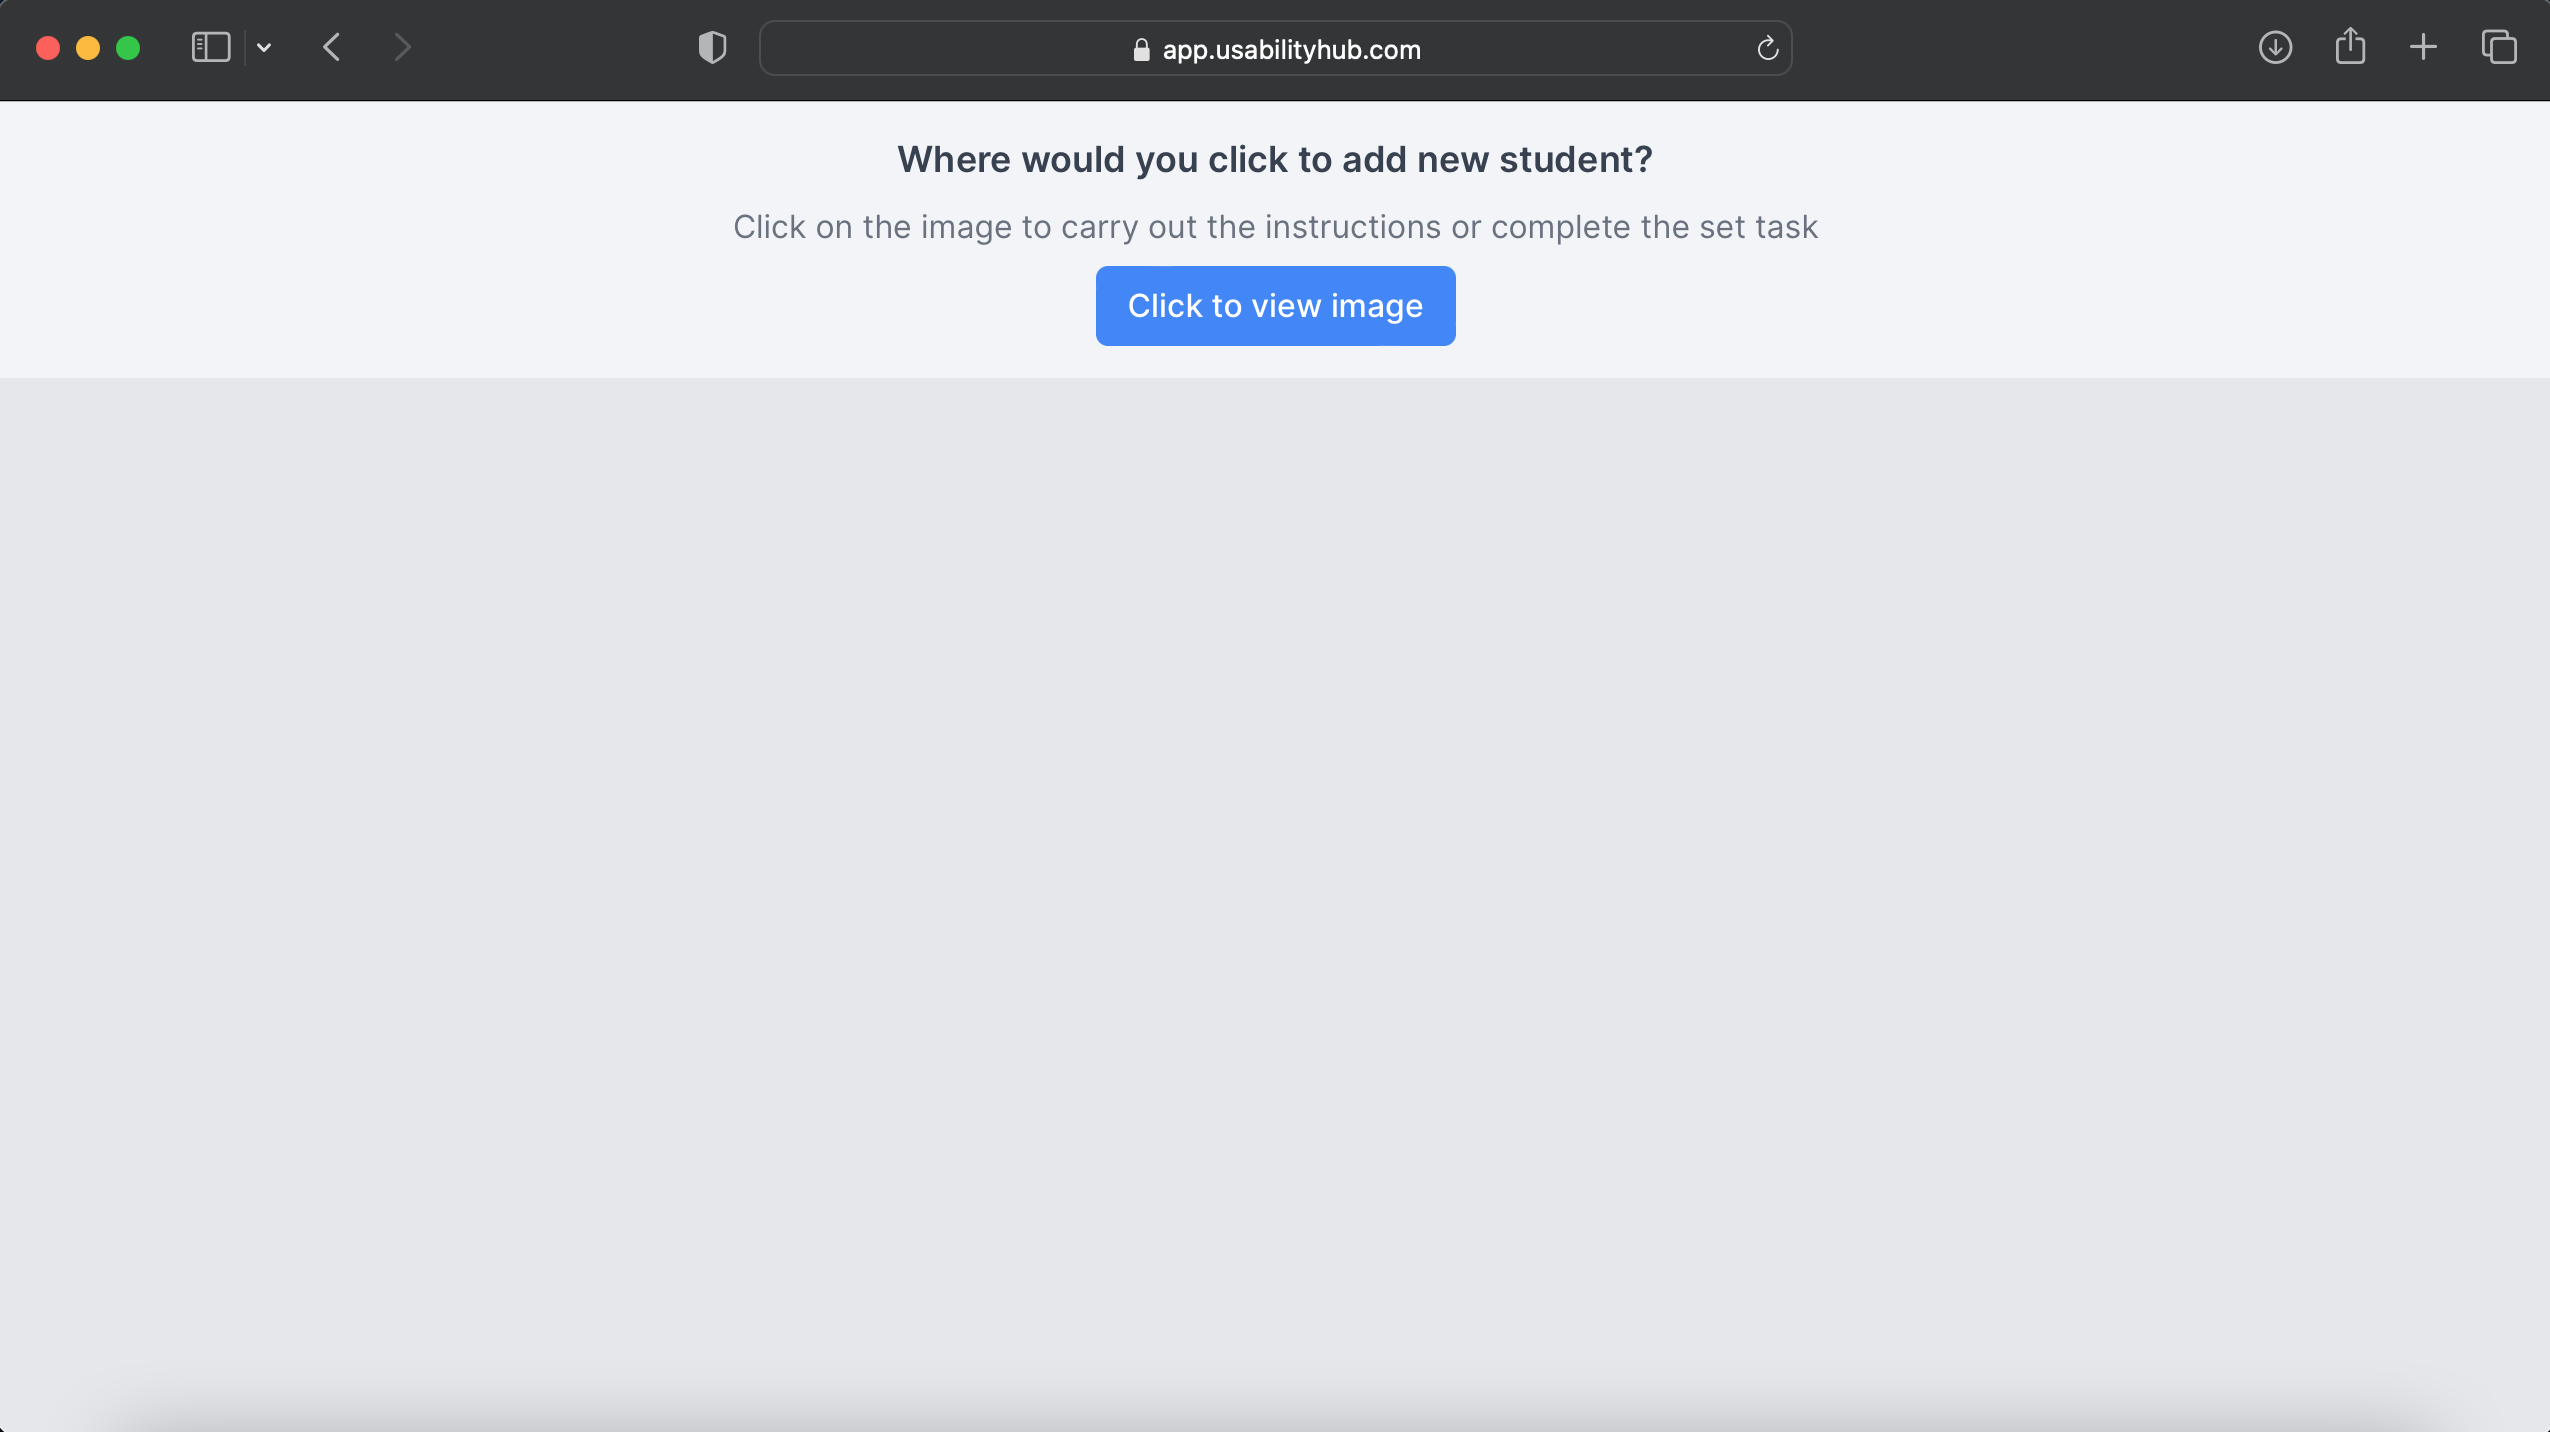 app.usabilityhub.com
Where would you click to add new student?
Click on the image to carry out the instructions or complete the set task
Click to view image